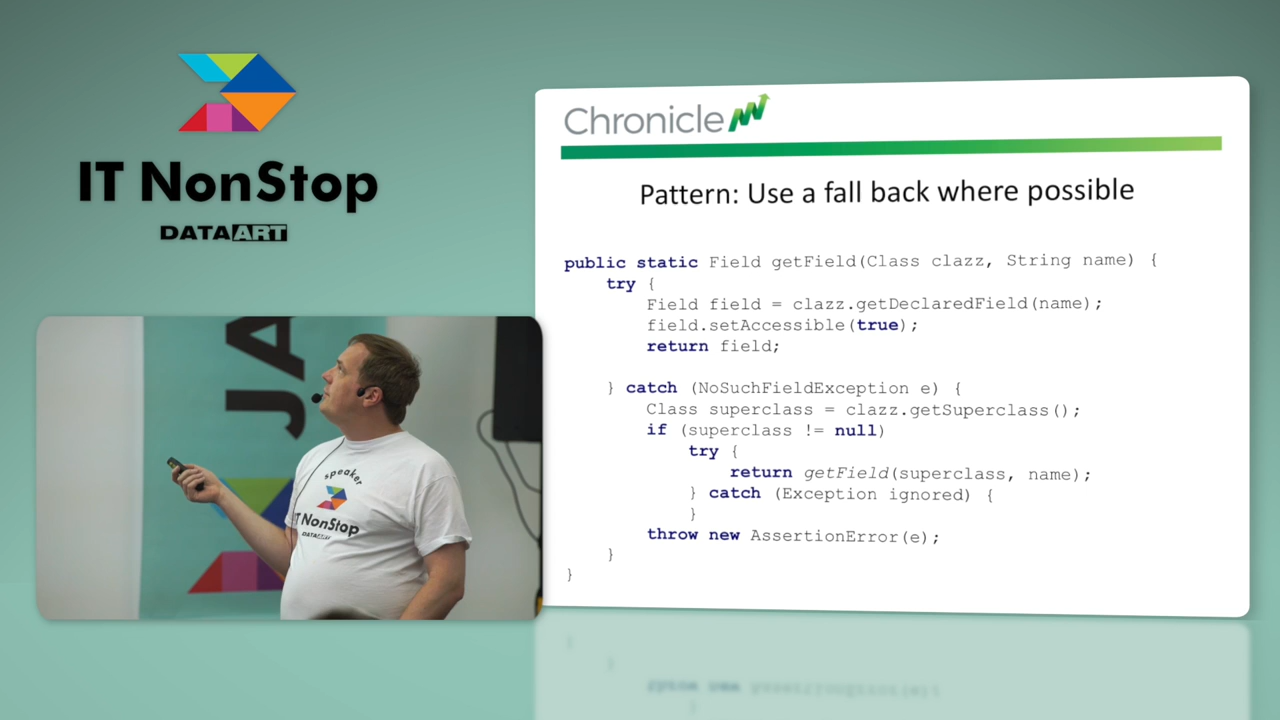 IT NonStop
DATAART
JA
speaker
IT NonStop
DATAART
Chronicle
Pattern: Use a fall back where possible
public static Field getField(Class clazz, String name) {
    try {
        Field field = clazz.getDeclaredField(name);
        field.setAccessible(true);
        return field;
    } catch (NoSuchFieldException e) {
        Class superclass = clazz.getSuperclass();
        if (superclass != null)
            try {
                return getField(superclass, name);
            } catch (Exception ignored) {
            }
        throw new AssertionError(e);
    }
}